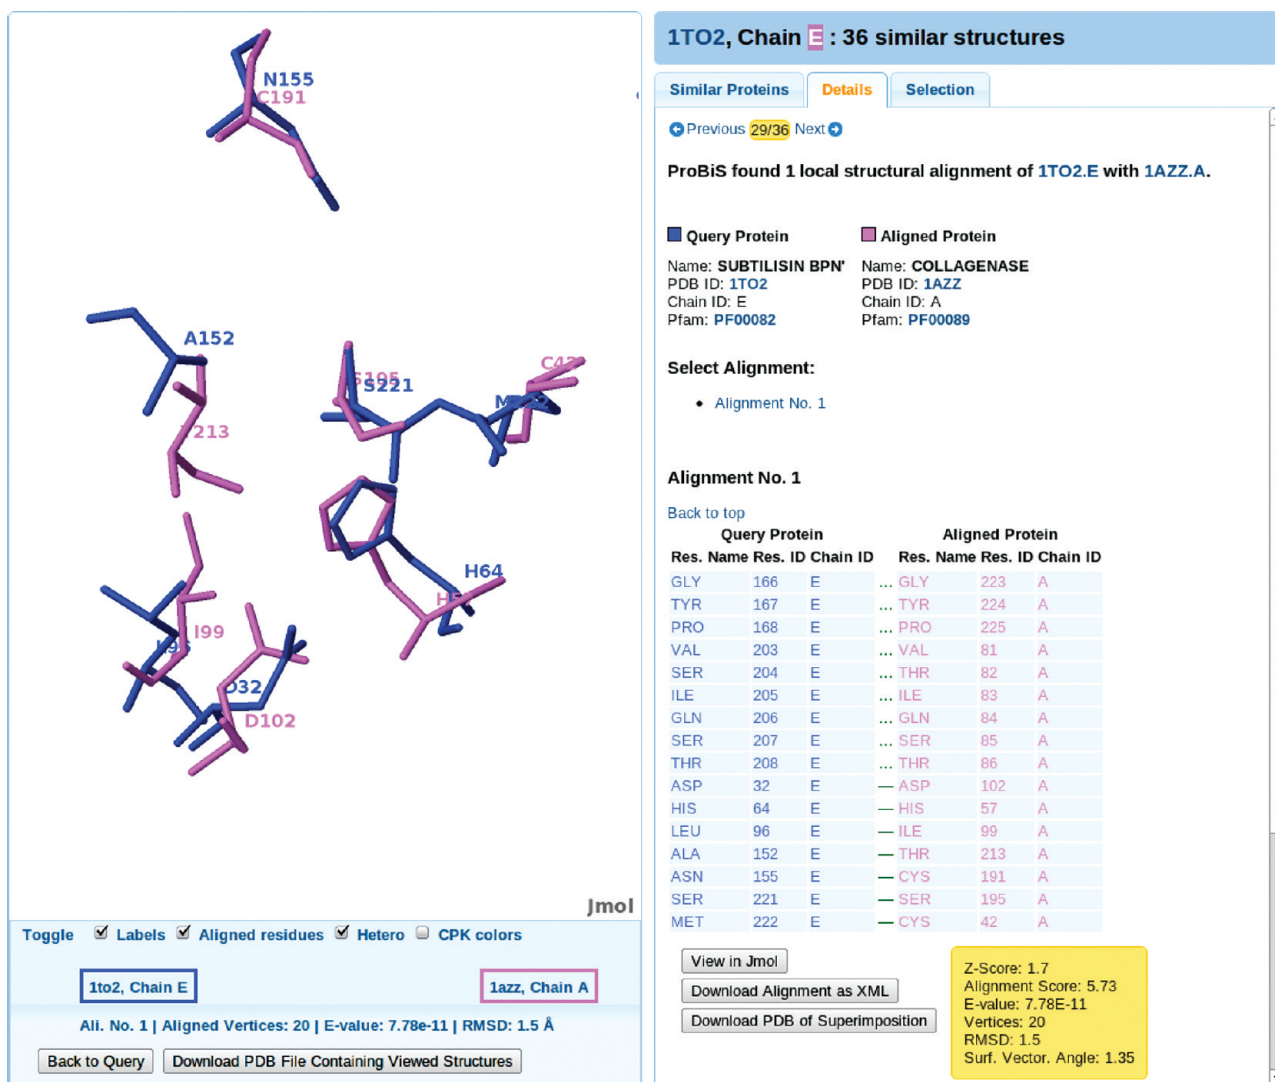 N155
C191
A152
T213
S195
S221
C42
H64
I99
D32
D102
Jmol
Toggle Labels Aligned residues Hetero CPK colors
1to2, Chain E 1azz, Chain A
Ali. No. 1 | Aligned Vertices: 20 | E-value: 7.78e-11 | RMSD: 1.5 Å
Back to Query Download PDB File Containing Viewed Structures
1TO2, Chain E : 36 similar structures
Similar Proteins Details Selection
Previous 29/36 Next
ProBiS found 1 local structural alignment of 1TO2.E with 1AZZ.A.
Query Protein Aligned Protein
Name: SUBTILISIN BPN' Name: COLLAGENASE
PDB ID: 1TO2 PDB ID: 1AZZ
Chain ID: E Chain ID: A
Pfam: PF00082 Pfam: PF00089
Select Alignment:
• Alignment No. 1
Alignment No. 1
Back to top
Query Protein Aligned Protein
Res. Name Res. ID Chain ID Res. Name Res. ID Chain ID
GLY 166 E ... GLY 223 A
TYR 167 E ... TYR 224 A
PRO 168 E ... PRO 225 A
VAL 203 E ... VAL 81 A
SER 204 E ... THR 82 A
ILE 205 E ... ILE 83 A
GLN 206 E ... GLN 84 A
SER 207 E ... SER 85 A
THR 208 E ... THR 86 A
ASP 32 E — ASP 102 A
HIS 64 E — HIS 57 A
LEU 96 E — ILE 99 A
ALA 152 E — THR 213 A
ASN 155 E — CYS 191 A
SER 221 E — SER 195 A
MET 222 E — CYS 42 A
View in Jmol
Download Alignment as XML
Download PDB of Superimposition
Z-Score: 1.7
Alignment Score: 5.73
E-value: 7.78E-11
Vertices: 20
RMSD: 1.5
Surf. Vector. Angle: 1.35